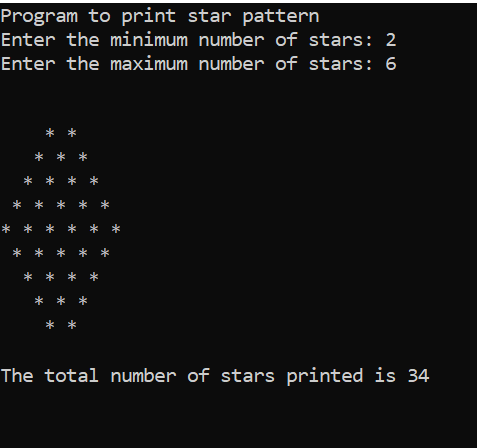 Program to print star pattern
Enter the minimum number of stars: 2
Enter the maximum number of stars: 6
    * *
   * * *
  * * * *
 * * * * *
* * * * * *
 * * * * *
  * * * *
   * * *
    * *
The total number of stars printed is 34